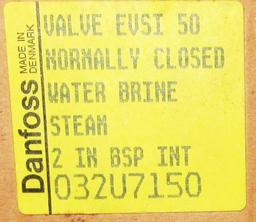 VALVE EVSI 50
NORMALLY CLOSED
WATER BRINE
STEAM
2 IN BSP INT
032U7150
Danfoss
MADE IN
DENMARK